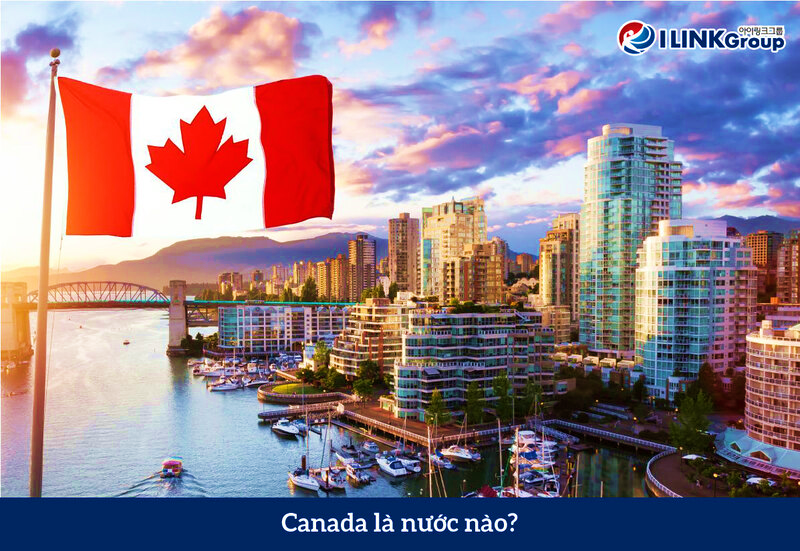 아이링크그룹
I LINK Group
Canada là nước nào?